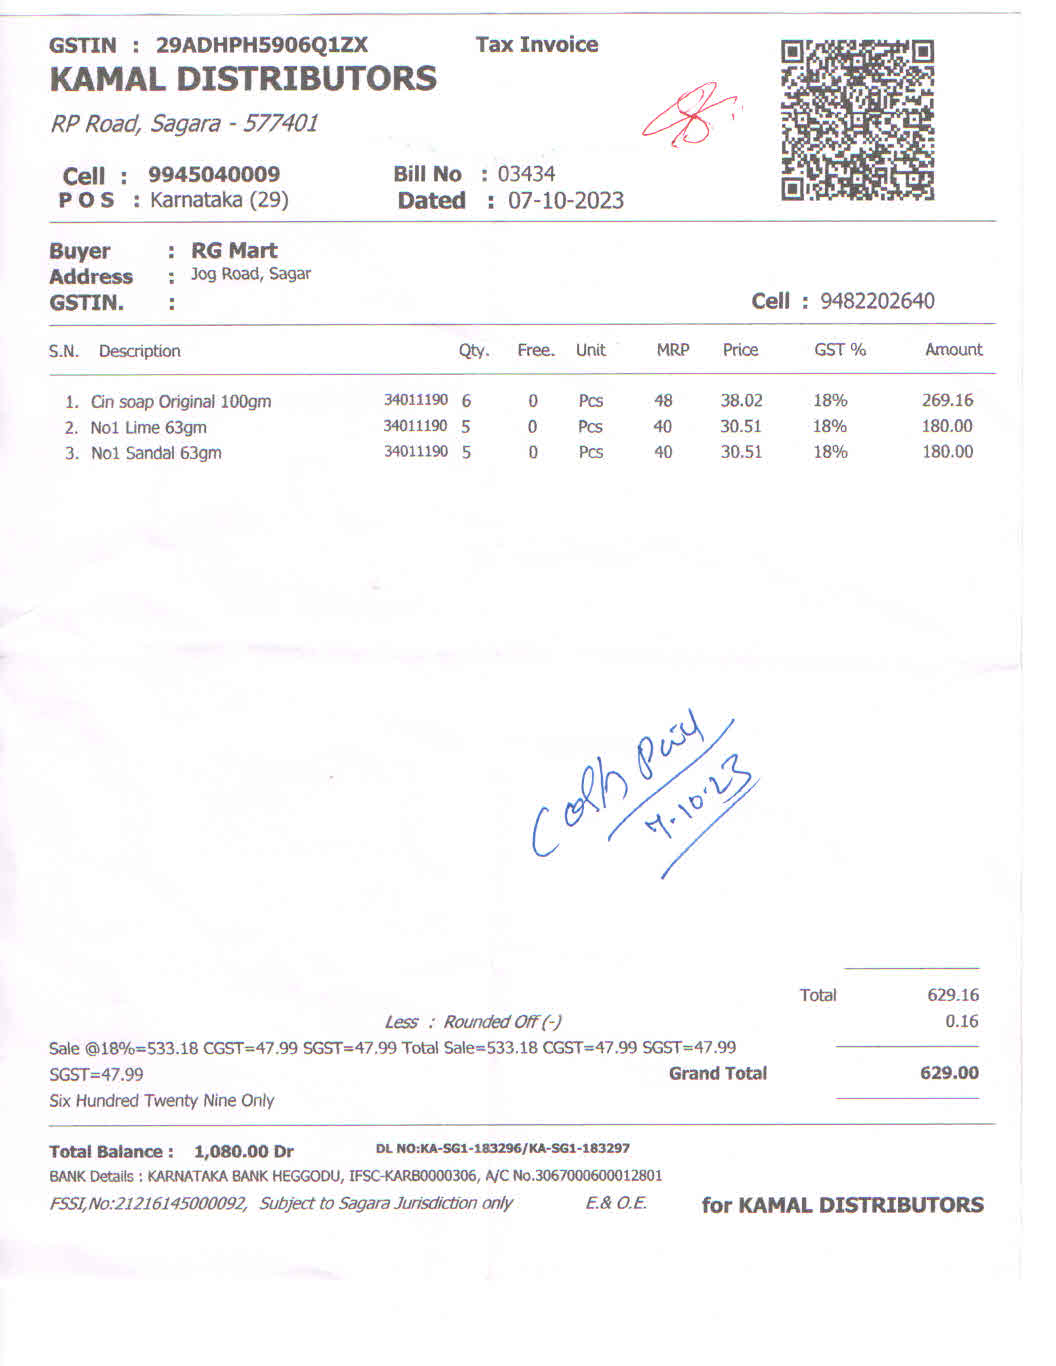 GSTIN : 29ADHPH5906Q1ZX Tax Invoice
KAMAL DISTRIBUTORS
RP Road, Sagara - 577401
Cell : 9945040009 Bill No : 03434
P O S : Karnataka (29) Dated : 07-10-2023
Buyer : RG Mart
Address : Jog Road, Sagar
GSTIN. : Cell : 9482202640
S.N. Description Qty. Free. Unit MRP Price GST % Amount
1. Cin soap Original 100gm 34011190 6 0 Pcs 48 38.02 18% 269.16
2. No1 Lime 63gm 34011190 5 0 Pcs 40 30.51 18% 180.00
3. No1 Sandal 63gm 34011190 5 0 Pcs 40 30.51 18% 180.00
Cash Paid
7.10.23
Total 629.16
Less : Rounded Off (-) 0.16
Sale @18%=533.18 CGST=47.99 SGST=47.99 Total Sale=533.18 CGST=47.99 SGST=47.99
SGST=47.99 Grand Total 629.00
Six Hundred Twenty Nine Only
Total Balance : 1,080.00 Dr DL NO:KA-SG1-183296/KA-SG1-183297
BANK Details : KARNATAKA BANK HEGGODU, IFSC-KARB0000306, A/C No.3067000600012801
FSSI,No:21216145000092, Subject to Sagara Jurisdiction only E.& O.E. for KAMAL DISTRIBUTORS